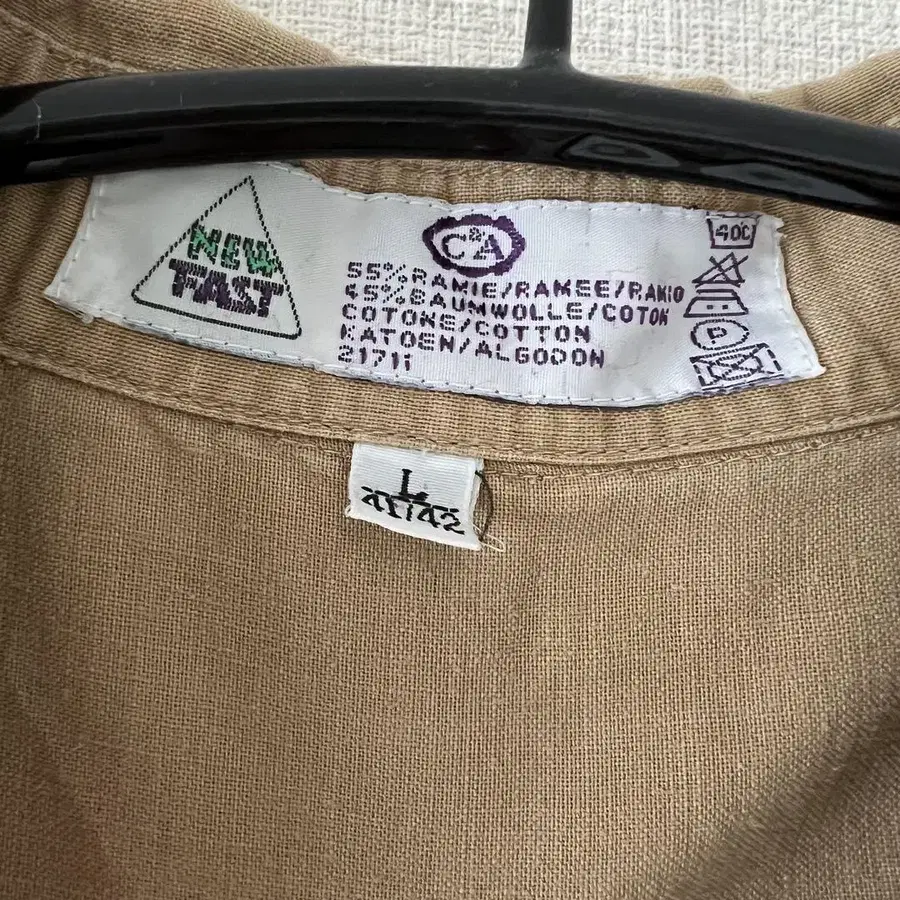 NEW
FAST
C&A
55%RAMIE/RAMEE/RAMIO
45%BAUMWOLLE/COTON
COTONE/COTTON
KATOEN/ALGODON
21711
40C
P
L
41/42